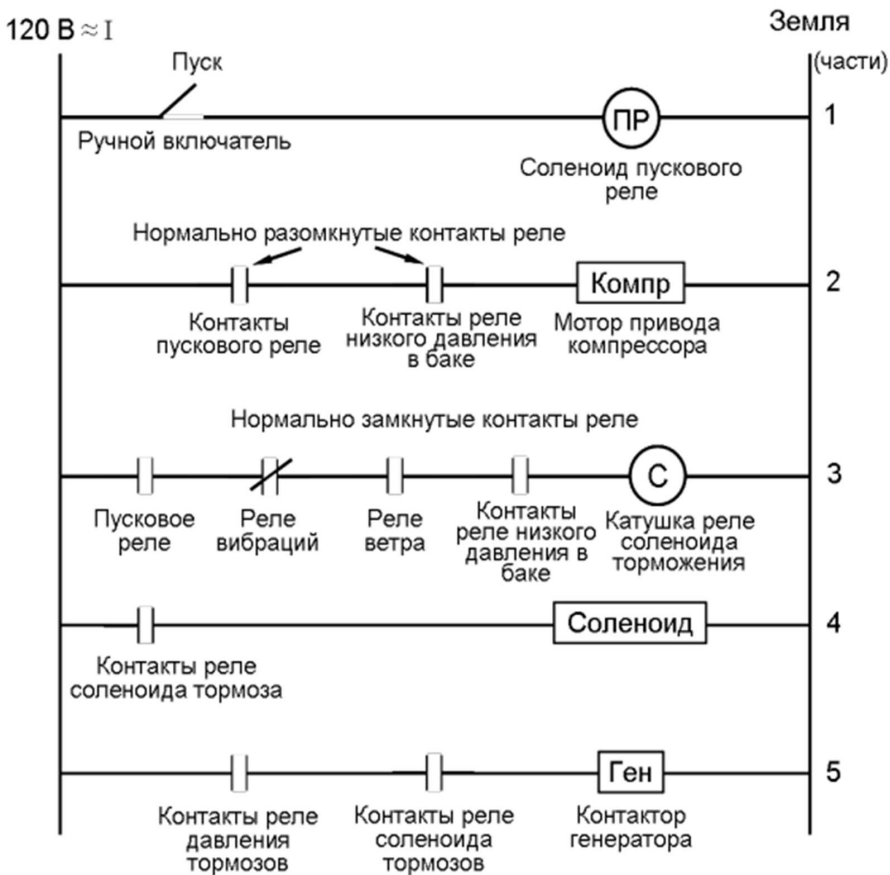 120 В ≈ I
Земля
(части)
Пуск
Ручной включатель
ПР
1
Соленоид пускового
реле
Нормально разомкнутые контакты реле
Компр
2
Контакты
пускового реле
Контакты реле
низкого давления
в баке
Мотор привода
компрессора
Нормально замкнутые контакты реле
С
3
Пусковое
реле
Реле
вибраций
Реле
ветра
Контакты
реле низкого
давления в
баке
Катушка реле
соленоида
торможения
Соленоид
4
Контакты реле
соленоида тормоза
Ген
5
Контакты реле
давления
тормозов
Контакты реле
соленоида
тормозов
Контактор
генератора